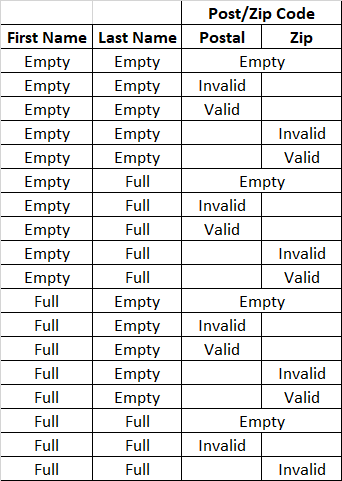 Post/Zip Code
First Name Last Name Postal Zip
Empty Empty Empty
Empty Empty Invalid
Empty Empty Valid
Empty Empty Invalid
Empty Empty Valid
Empty Full Empty
Empty Full Invalid
Empty Full Valid
Empty Full Invalid
Empty Full Valid
Full Empty Empty
Full Empty Invalid
Full Empty Valid
Full Empty Invalid
Full Empty Valid
Full Full Empty
Full Full Invalid
Full Full Invalid